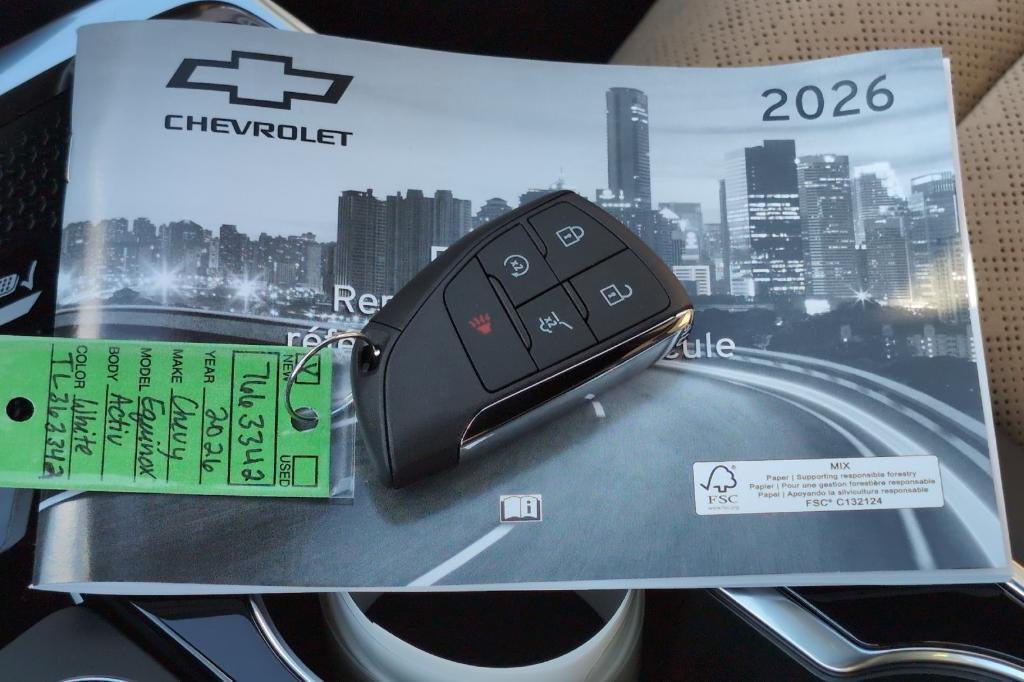 CHEVROLET
2026
Re
réfé
cule
MIX
Paper | Supporting responsible forestry
Papier | Pour une gestion forestière responsable
Papel | Apoyando la silvicultura responsable
FSC® C132124
FSC
www.fsc.org
NEW USED
7663342
YEAR 2026
MAKE Chevy
MODEL Equinox
BODY Activ
COLOR White
TL362342